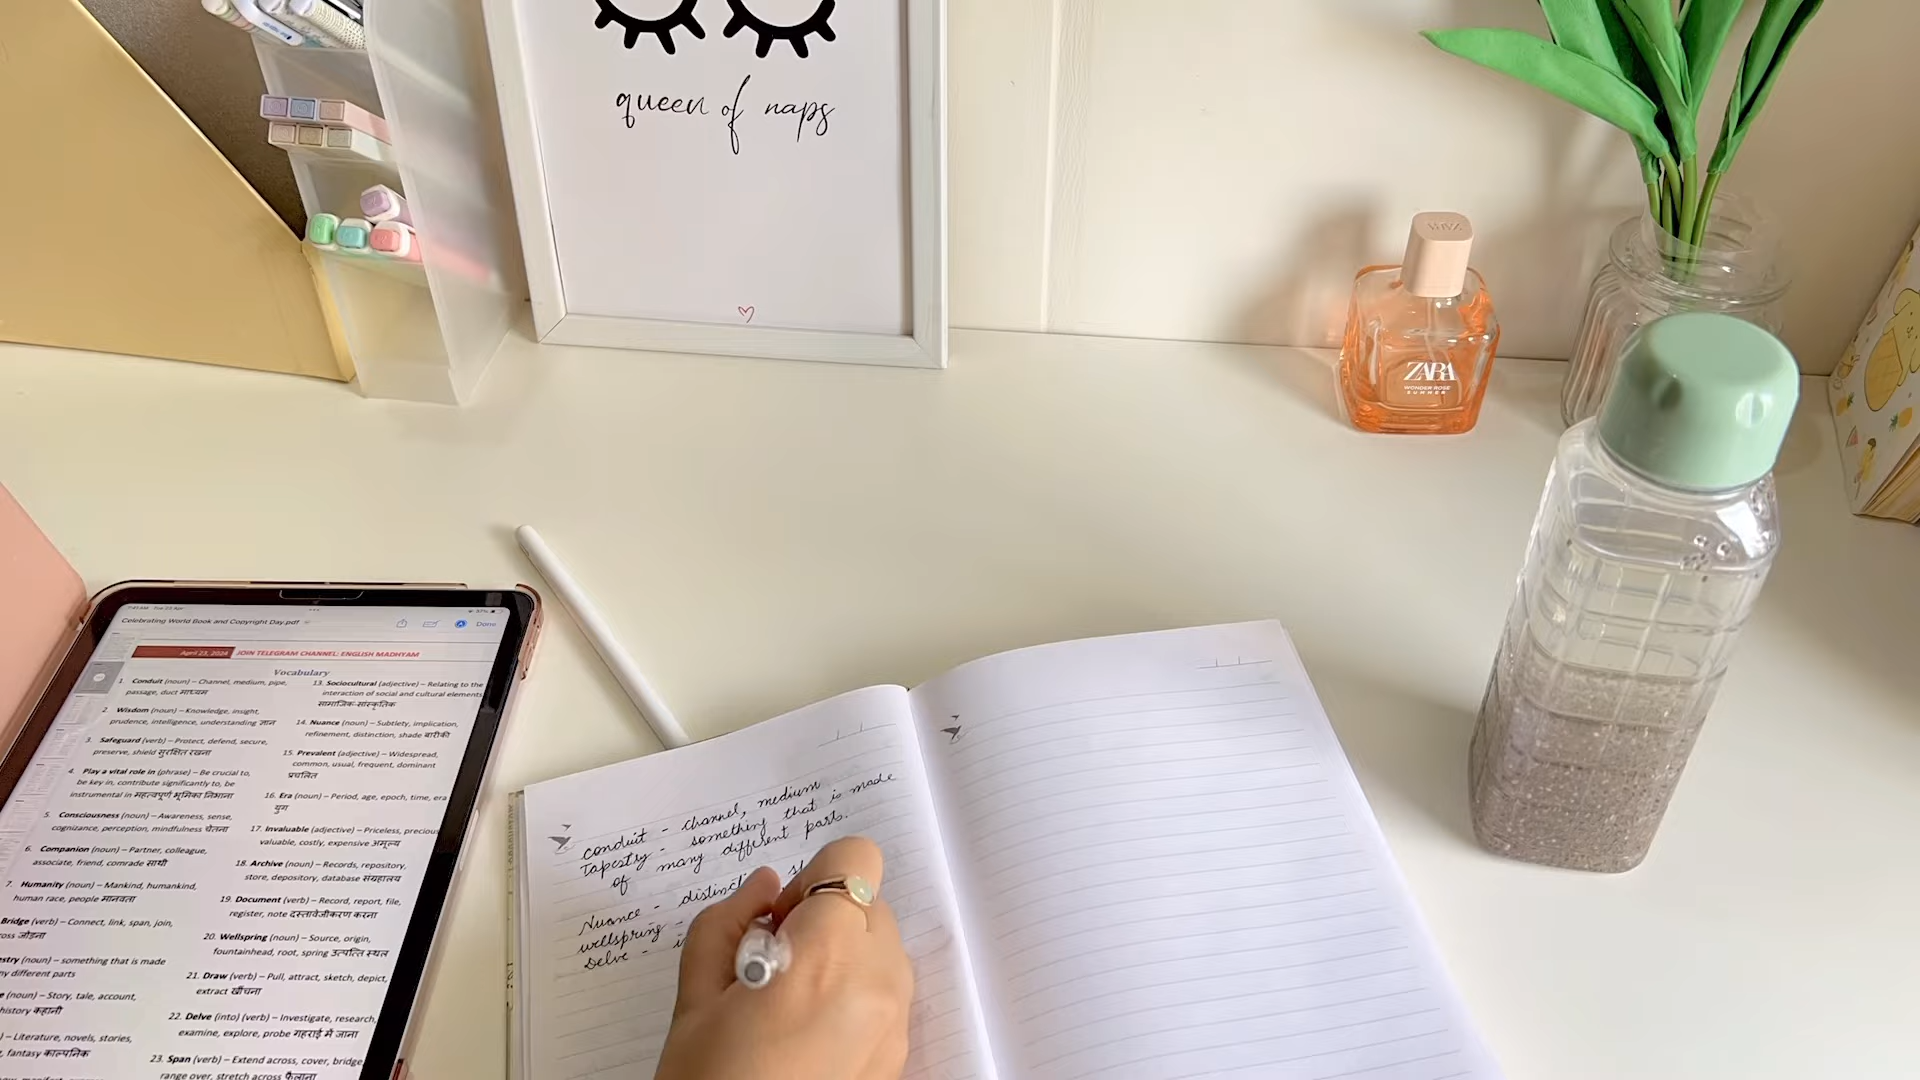 queen of naps
ZARA
WONDER ROSE
SUMMER
Celebrating World Book and Copyright Day.pdf
Done
April 23, 2024 JOIN TELEGRAM CHANNEL: ENGLISH MADHYAM
Vocabulary
1. Conduit (noun) – Channel, medium, pipe,
passage, duct माध्यम
2. Wisdom (noun) – Knowledge, insight,
prudence, intelligence, understanding ज्ञान
3. Safeguard (verb) – Protect, defend, secure,
preserve, shield सुरक्षित रखना
4. Play a vital role in (phrase) – Be crucial to,
be key in, contribute significantly to, be
instrumental in महत्वपूर्ण भूमिका निभाना
5. Consciousness (noun) – Awareness, sense,
cognizance, perception, mindfulness चेतना
6. Companion (noun) – Partner, colleague,
associate, friend, comrade साथी
7. Humanity (noun) – Mankind, humankind,
human race, people मानवता
Bridge (verb) – Connect, link, span, join,
oss जोड़ना
estry (noun) – something that is made
ny different parts
e (noun) – Story, tale, account,
history कहानी
) – Literature, novels, stories,
, fantasy काल्पनिक
13. Sociocultural (adjective) – Relating to the
interaction of social and cultural elements
सामाजिक-सांस्कृतिक
14. Nuance (noun) – Subtlety, implication,
refinement, distinction, shade बारीकी
15. Prevalent (adjective) – Widespread,
common, usual, frequent, dominant
प्रचलित
16. Era (noun) – Period, age, epoch, time, era
युग
17. Invaluable (adjective) – Priceless, precious
valuable, costly, expensive अमूल्य
18. Archive (noun) – Records, repository,
store, depository, database संग्रहालय
19. Document (verb) – Record, report, file,
register, note दस्तावेजीकरण करना
20. Wellspring (noun) – Source, origin,
fountainhead, root, spring उत्पत्ति स्थल
21. Draw (verb) – Pull, attract, sketch, depict,
extract खींचना
22. Delve (into) (verb) – Investigate, research,
examine, explore, probe गहराई में जाना
23. Span (verb) – Extend across, cover, bridge,
range over, stretch across फैलाना
conduit - channel, medium
Tapestry - something that is made
of many different parts.
Nuance - distincti
wellspring -
Delve - i